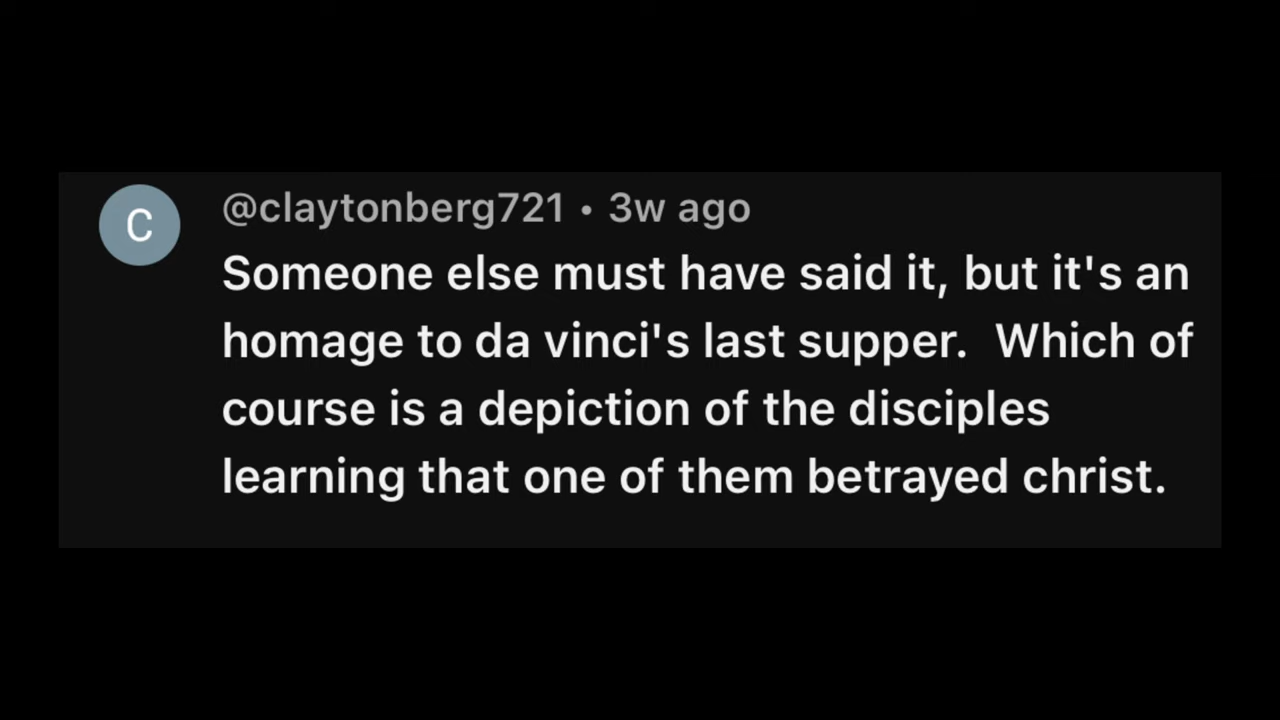 C
@claytonberg721 • 3w ago
Someone else must have said it, but it's an
homage to da vinci's last supper.  Which of
course is a depiction of the disciples
learning that one of them betrayed christ.